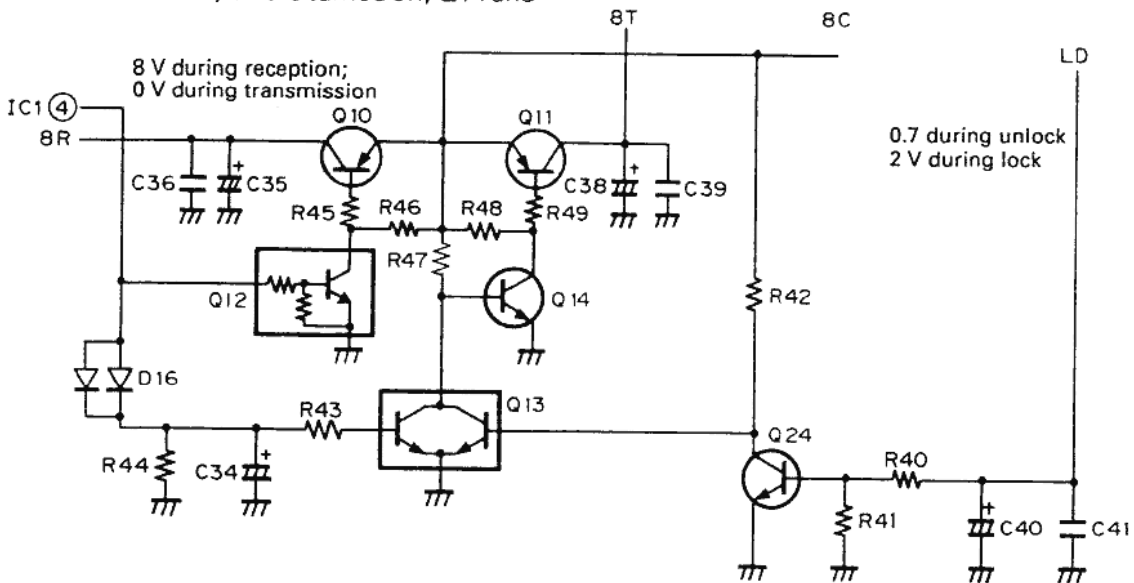 8T
8C
LD
8 V during reception;
0 V during transmission
IC1 4
8R
Q10
Q11
0.7 during unlock
2 V during lock
C36
+
C35
C38
+
C39
R45
R46
R48
R49
R47
Q12
Q14
R42
D16
R43
Q13
Q24
R44
C34
+
R40
R41
+
C40
C41